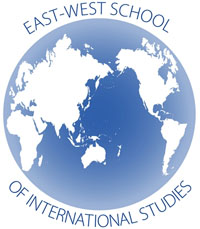 EAST-WEST SCHOOL
OF INTERNATIONAL STUDIES